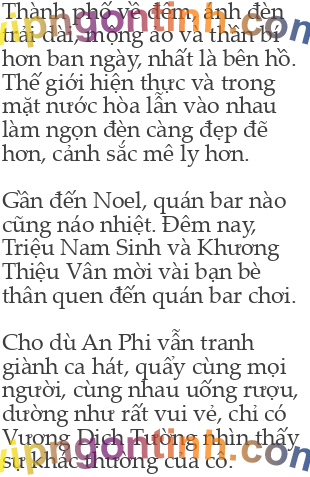 Thành phố về đêm, ánh đèn
trải dài, mộng ảo và thần bí
hơn ban ngày, nhất là bên hồ.
Thế giới hiện thực và trong
mặt nước hòa lẫn vào nhau
làm ngọn đèn càng đẹp đẽ
hơn, cảnh sắc mê ly hơn.
Gần đến Noel, quán bar nào
cũng náo nhiệt. Đêm nay,
Triệu Nam Sinh và Khương
Thiệu Vân mời vài bạn bè
thân quen đến quán bar chơi.
Cho dù An Phi vẫn tranh
giành ca hát, quẩy cùng mọi
người, cùng nhau uống rượu,
dường như rất vui vẻ, chỉ có
Vương Dịch Tường nhìn thấy
sự khác thường của cô.
vipngontinh.com
vipngontinh.com